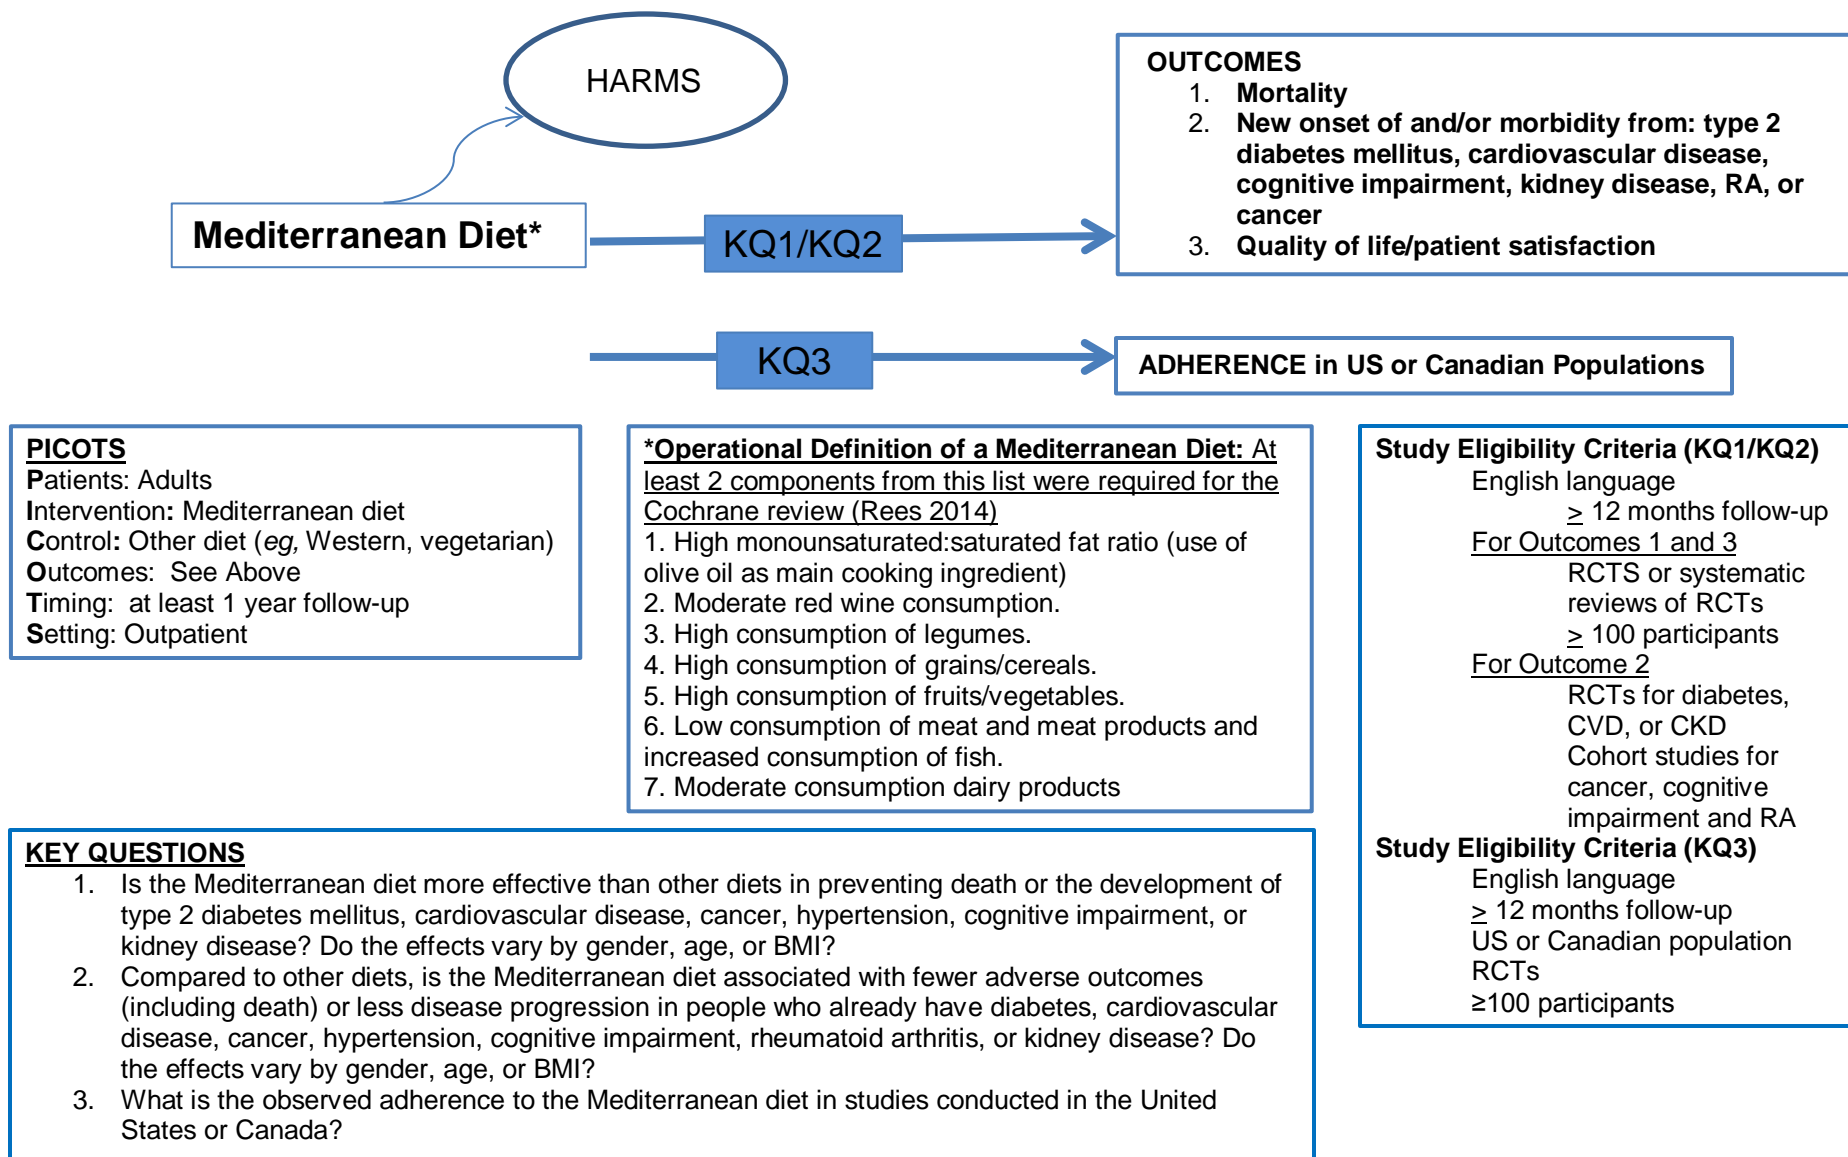 HARMS
OUTCOMES
1. Mortality
2. New onset of and/or morbidity from: type 2
diabetes mellitus, cardiovascular disease,
cognitive impairment, kidney disease, RA, or
cancer
3. Quality of life/patient satisfaction
Mediterranean Diet*
KQ1/KQ2
KQ3
ADHERENCE in US or Canadian Populations
PICOTS
Patients: Adults
Intervention: Mediterranean diet
Control: Other diet (eg, Western, vegetarian)
Outcomes: See Above
Timing: at least 1 year follow-up
Setting: Outpatient
*Operational Definition of a Mediterranean Diet: At
least 2 components from this list were required for the
Cochrane review (Rees 2014)
1. High monounsaturated:saturated fat ratio (use of
olive oil as main cooking ingredient)
2. Moderate red wine consumption.
3. High consumption of legumes.
4. High consumption of grains/cereals.
5. High consumption of fruits/vegetables.
6. Low consumption of meat and meat products and
increased consumption of fish.
7. Moderate consumption dairy products
Study Eligibility Criteria (KQ1/KQ2)
English language
> 12 months follow-up
For Outcomes 1 and 3
RCTS or systematic
reviews of RCTs
> 100 participants
For Outcome 2
RCTs for diabetes,
CVD, or CKD
Cohort studies for
cancer, cognitive
impairment and RA
Study Eligibility Criteria (KQ3)
English language
> 12 months follow-up
US or Canadian population
RCTs
≥100 participants
KEY QUESTIONS
1. Is the Mediterranean diet more effective than other diets in preventing death or the development of
type 2 diabetes mellitus, cardiovascular disease, cancer, hypertension, cognitive impairment, or
kidney disease? Do the effects vary by gender, age, or BMI?
2. Compared to other diets, is the Mediterranean diet associated with fewer adverse outcomes
(including death) or less disease progression in people who already have diabetes, cardiovascular
disease, cancer, hypertension, cognitive impairment, rheumatoid arthritis, or kidney disease? Do
the effects vary by gender, age, or BMI?
3. What is the observed adherence to the Mediterranean diet in studies conducted in the United
States or Canada?